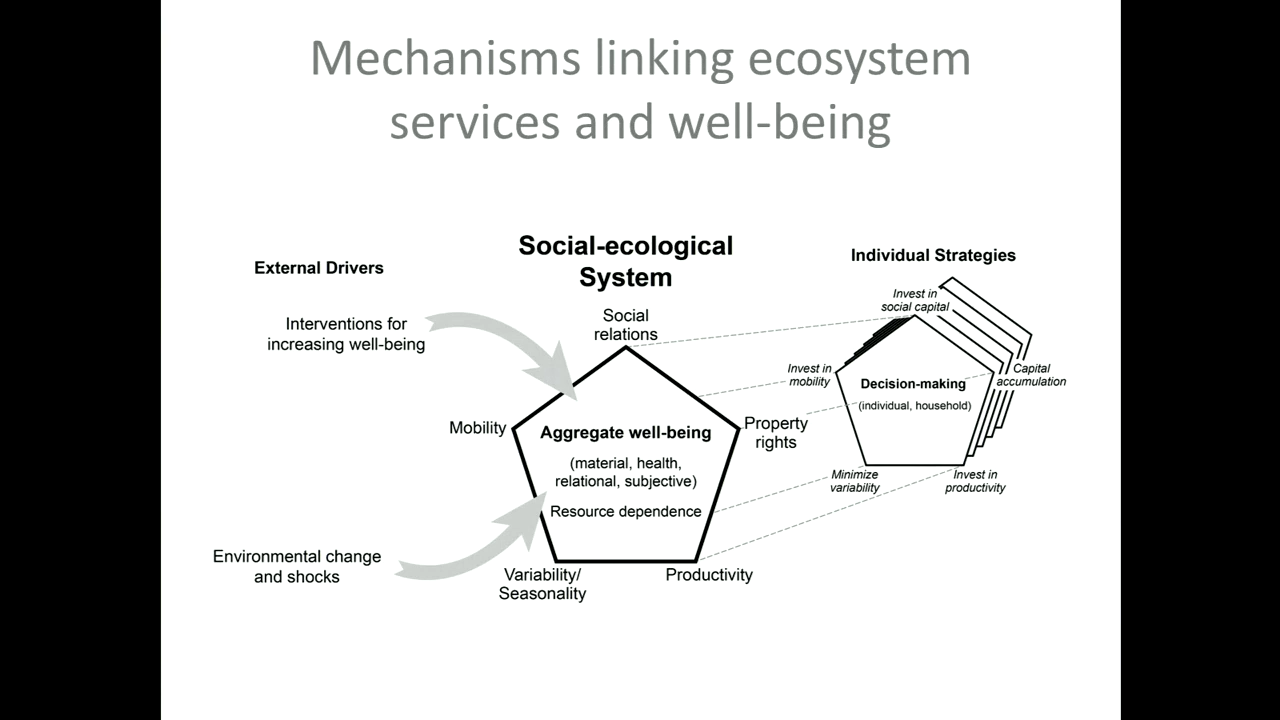 Mechanisms linking ecosystem
services and well-being
External Drivers
Interventions for
increasing well-being
Environmental change
and shocks
Social-ecological
System
Social
relations
Mobility
Property
rights
Aggregate well-being
(material, health,
relational, subjective)
Resource dependence
Variability/
Seasonality
Productivity
Individual Strategies
Invest in
social capital
Invest in
mobility
Capital
accumulation
Decision-making
(individual, household)
Minimize
variability
Invest in
productivity